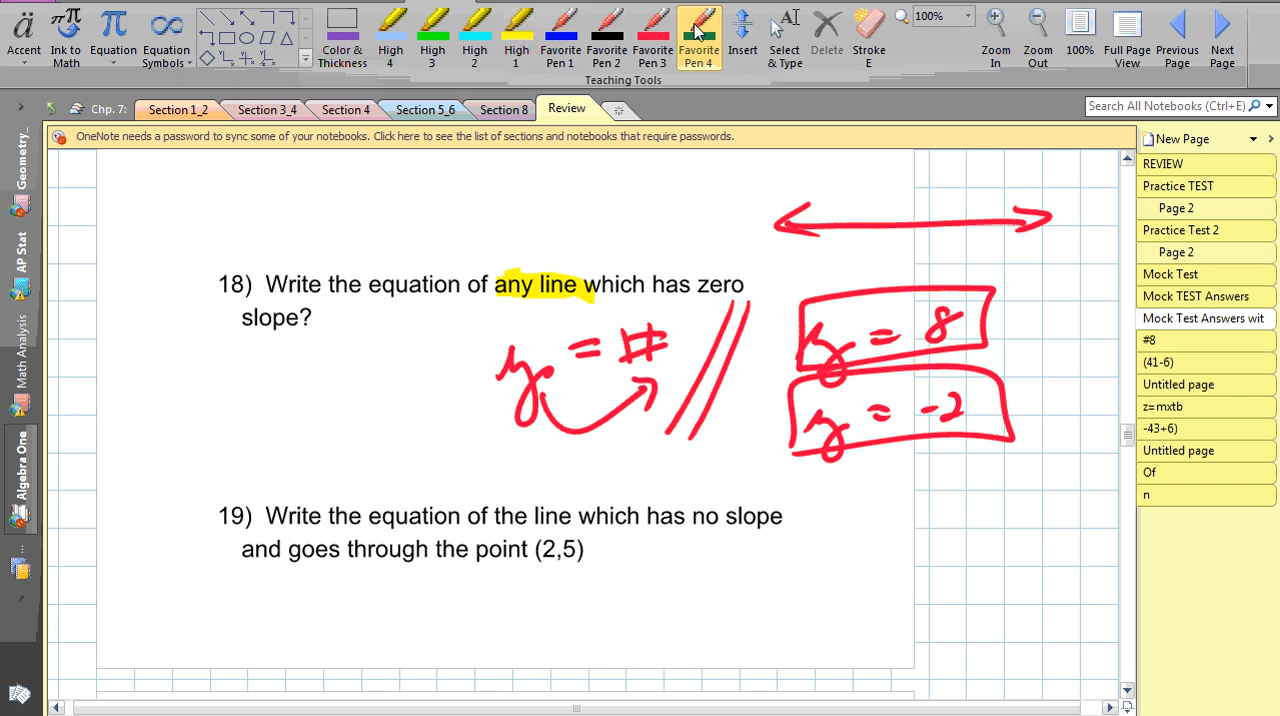 Accent
Ink to Math
Equation
Equation Symbols
Color & Thickness
High 4
High 3
High 2
High 1
Favorite Pen 1
Favorite Pen 2
Favorite Pen 3
Favorite Pen 4
Insert
Select & Type
Delete
Stroke E
100%
Zoom In
Zoom Out
100%
Full Page View
Previous Page
Next Page
Teaching Tools
Chp. 7:
Section 1_2
Section 3_4
Section 4
Section 5_6
Section 8
Review
Search All Notebooks (Ctrl+E)
OneNote needs a password to sync some of your notebooks. Click here to see the list of sections and notebooks that require passwords.
Geometry...
AP Stat
Math Analysis
Algebra One
18) Write the equation of any line which has zero
slope?
y = #
y = 8
y = -2
19) Write the equation of the line which has no slope
and goes through the point (2,5)
New Page
REVIEW
Practice TEST
Page 2
Practice Test 2
Page 2
Mock Test
Mock TEST Answers
Mock Test Answers wit
#8
(41-6)
Untitled page
z=mxtb
-43+6)
Untitled page
Of
n